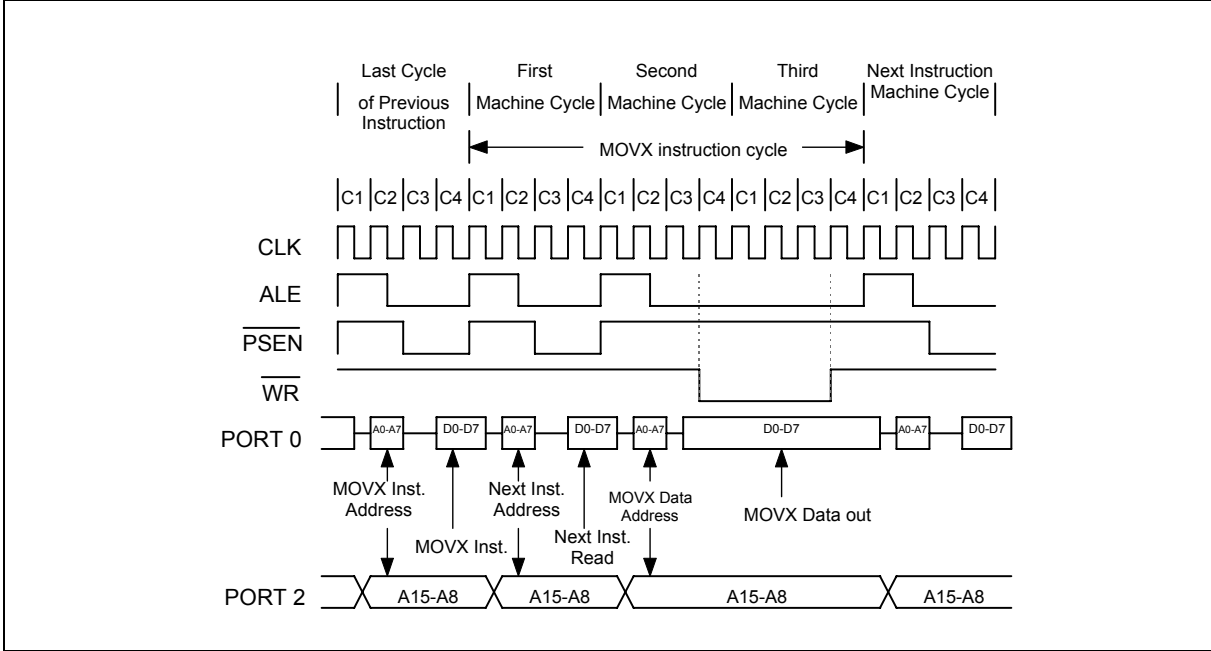 Last Cycle
of Previous
Instruction
First
Machine Cycle
Second
Machine Cycle
Third
Machine Cycle
Next Instruction
Machine Cycle
MOVX instruction cycle
C1 C2 C3 C4 C1 C2 C3 C4 C1 C2 C3 C4 C1 C2 C3 C4 C1 C2 C3 C4
CLK
ALE
PSEN
WR
PORT 0
A0-A7 D0-D7 A0-A7 D0-D7 A0-A7 D0-D7 A0-A7 D0-D7
MOVX Inst.
Address
MOVX Inst.
Next Inst.
Address
Next Inst.
Read
MOVX Data
Address
MOVX Data out
PORT 2
A15-A8 A15-A8 A15-A8 A15-A8